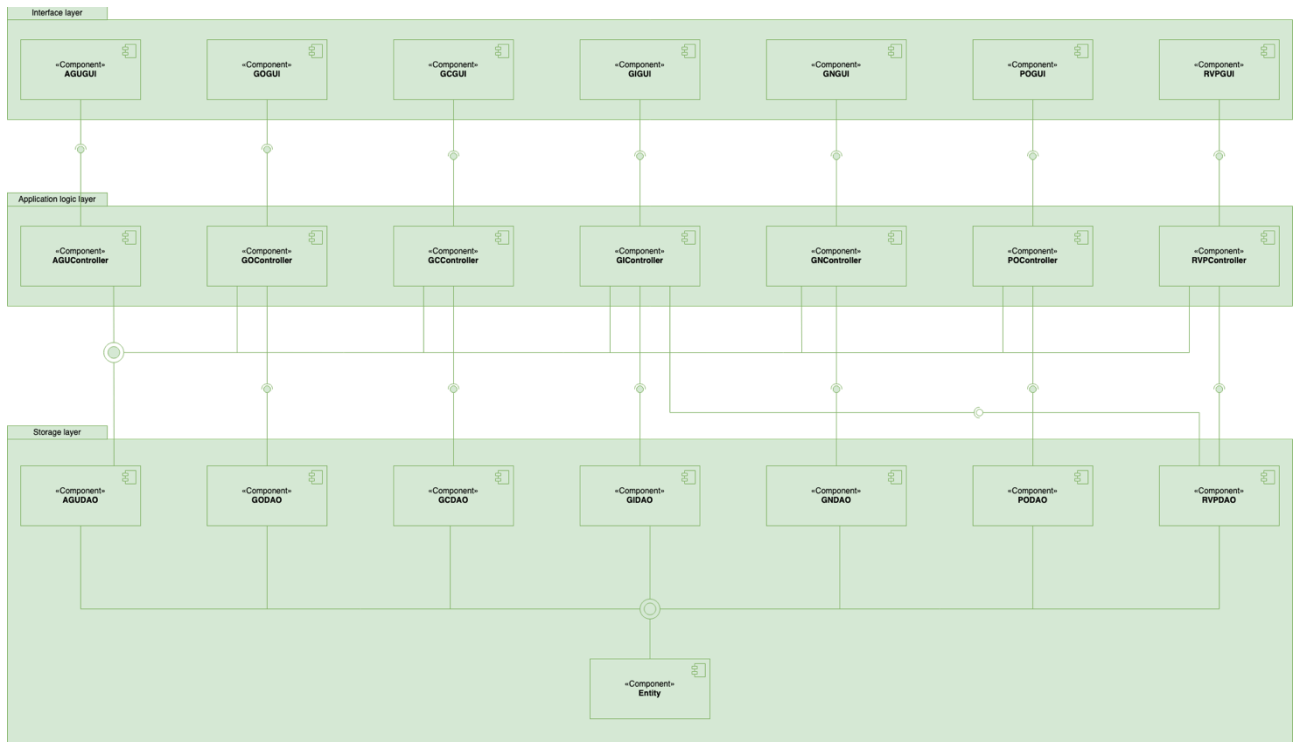 Interface layer
«Component»
AGUGUI
«Component»
GOGUI
«Component»
GCGUI
«Component»
GIGUI
«Component»
GNGUI
«Component»
POGUI
«Component»
RVPGUI
Application logic layer
«Component»
AGUController
«Component»
GOController
«Component»
GCController
«Component»
GIController
«Component»
GNController
«Component»
POController
«Component»
RVPController
Storage layer
«Component»
AGUDAO
«Component»
GODAO
«Component»
GCDAO
«Component»
GIDAO
«Component»
GNDAO
«Component»
PODAO
«Component»
RVPDAO
«Component»
Entity